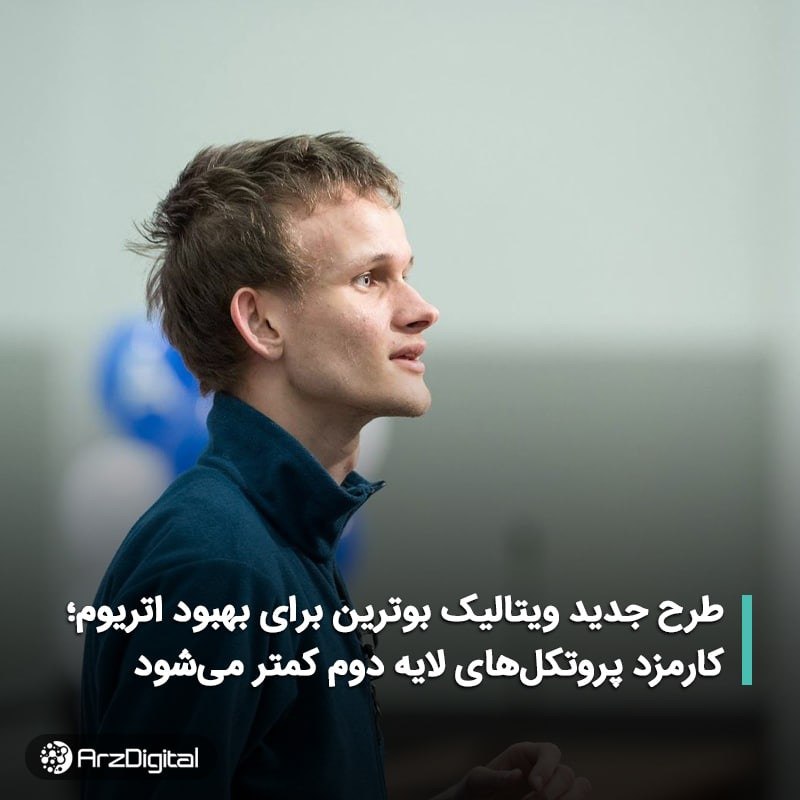 طرح جدید ویتالیک بوترین برای بهبود اتریوم؛
کارمزد پروتکل‌های لایه دوم کمتر می‌شود
ArzDigital